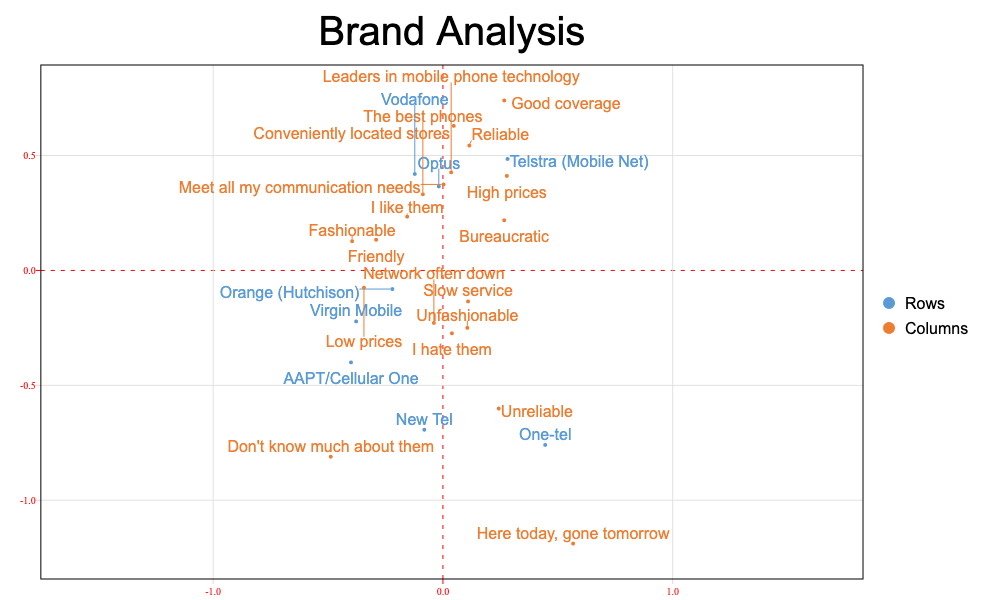 Brand Analysis
Leaders in mobile phone technology
Vodafone
Good coverage
The best phones
Conveniently located stores
Reliable
0.5
Optus
Telstra (Mobile Net)
Meet all my communication needs
High prices
I like them
Fashionable
Bureaucratic
Friendly
0.0
Network often down
Orange (Hutchison)
Slow service
Rows
Virgin Mobile
Unfashionable
Columns
Low prices
I hate them
AAPT/Cellular One
-0.5
Unreliable
New Tel
One-tel
Don't know much about them
-1.0
Here today, gone tomorrow
-1.0
0.0
1.0